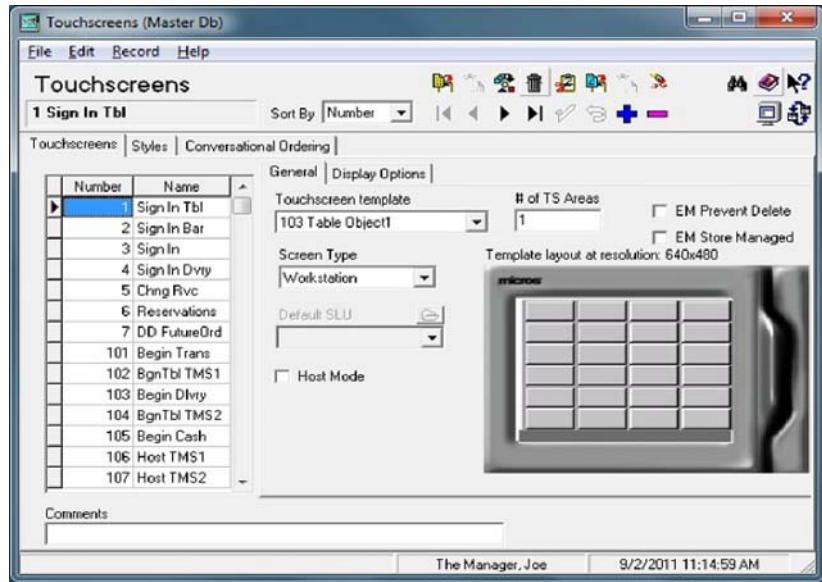 Touchscreens (Master Db)
File Edit Record Help
Touchscreens
1 Sign In Tbl
Sort By Number
Touchscreens Styles Conversational Ordering
Number Name
1 Sign In Tbl
2 Sign In Bar
3 Sign In
4 Sign In Dvry
5 Chng Rvc
6 Reservations
7 DD FutureOrd
101 Begin Trans
102 BgnTbl TMS1
103 Begin Dlvry
104 BgnTbl TMS2
105 Begin Cash
106 Host TMS1
107 Host TMS2
General Display Options
Touchscreen template
103 Table Object1
# of TS Areas
1
EM Prevent Delete
EM Store Managed
Screen Type
Workstation
Template layout at resolution: 640x480
micros
Default SLU
Host Mode
Comments
The Manager, Joe
9/2/2011 11:14:59 AM